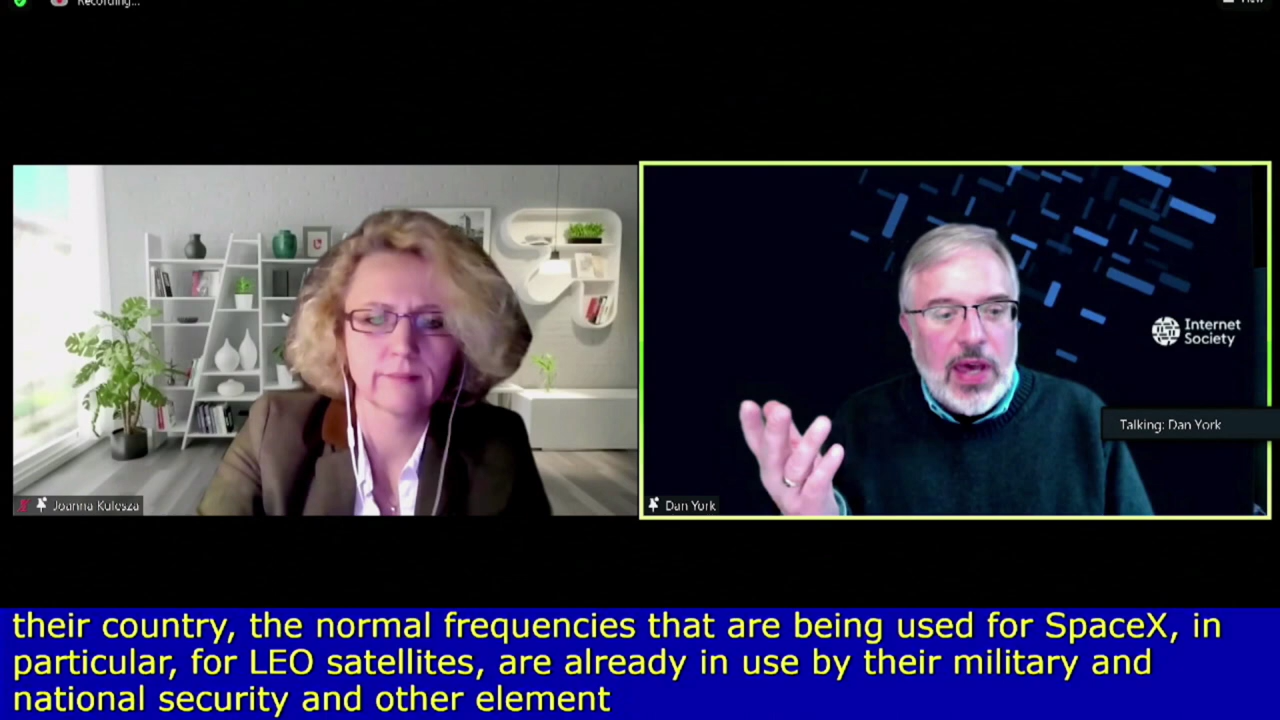 Recording...
View
Internet
Society
Talking: Dan York
Joanna Kulesza
Dan York
their country, the normal frequencies that are being used for SpaceX, in
particular, for LEO satellites, are already in use by their military and
national security and other element